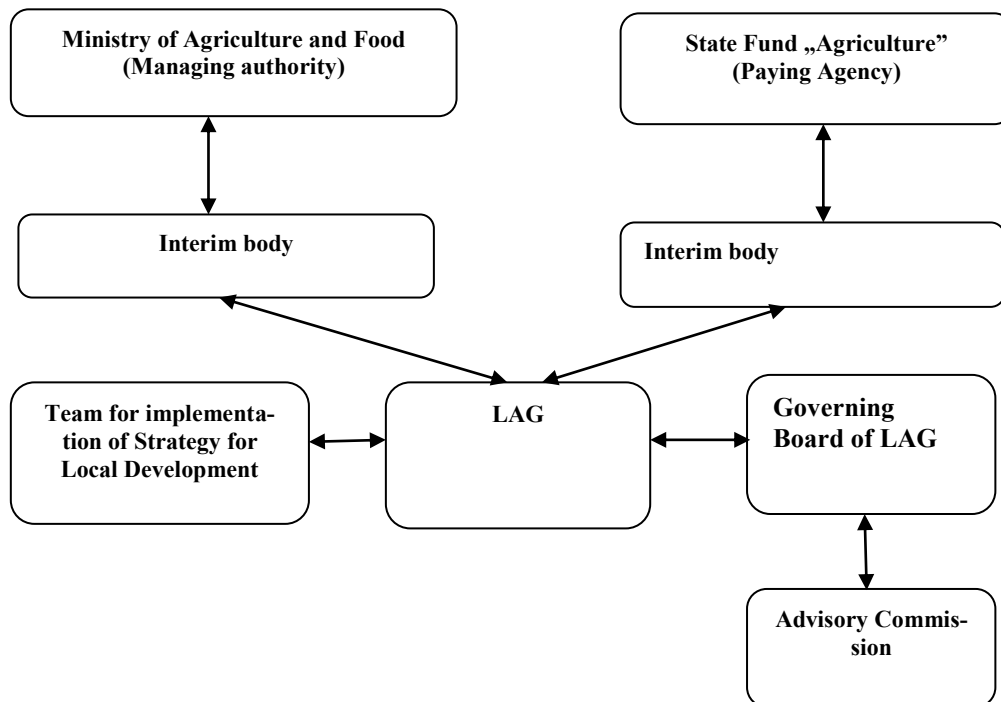 Ministry of Agriculture and Food
(Managing authority)
State Fund „Agriculture”
(Paying Agency)
Interim body
Interim body
Team for implementa-
tion of Strategy for
Local Development
LAG
Governing
Board of LAG
Advisory Commis-
sion